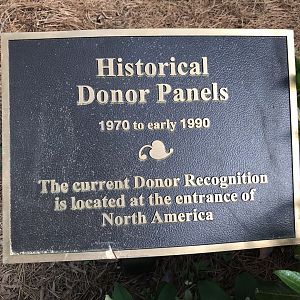 Historical
Donor Panels
1970 to early 1990
The current Donor Recognition
is located at the entrance of
North America